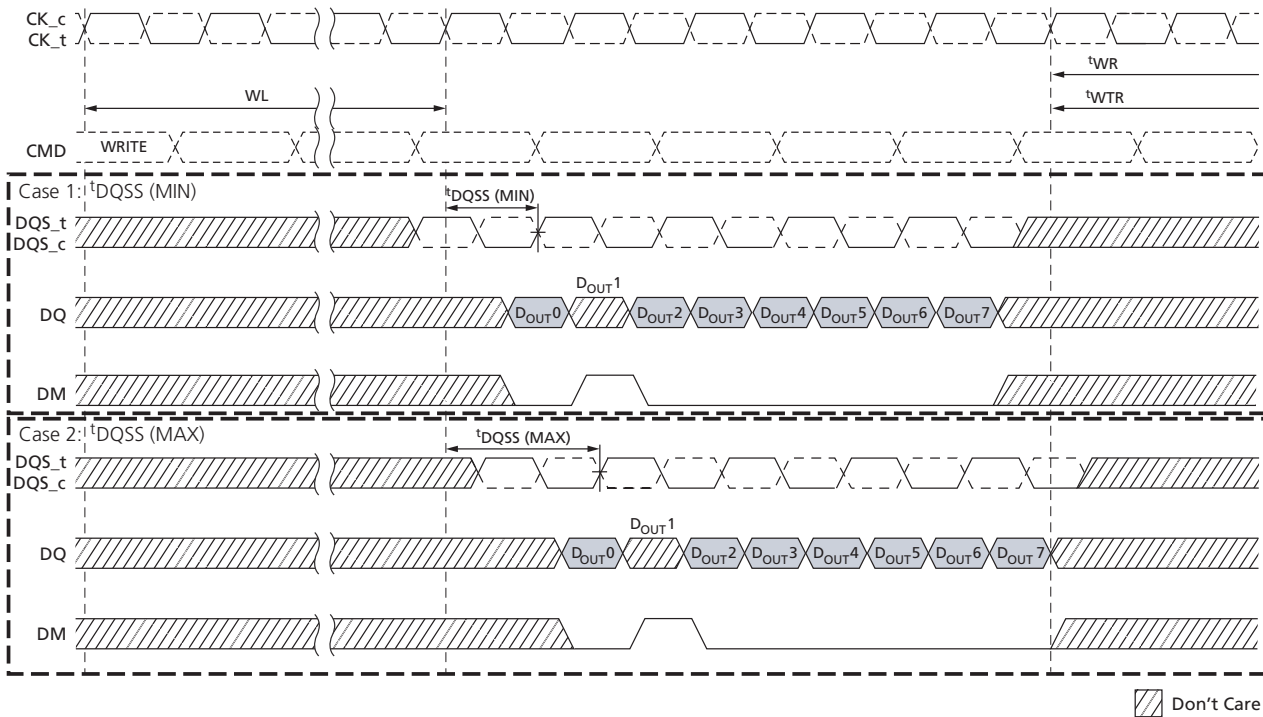 CK_c
CK_t
tWR
WL
tWTR
CMD
WRITE
Case 1: tDQSS (MIN)
tDQSS (MIN)
DQS_t
DQS_c
DOUT1
DQ
DOUT0
DOUT2
DOUT3
DOUT4
DOUT5
DOUT6
DOUT7
DM
Case 2: tDQSS (MAX)
tDQSS (MAX)
DQS_t
DQS_c
DOUT1
DQ
DOUT0
DOUT2
DOUT3
DOUT4
DOUT5
DOUT6
DOUT 7
DM
Don't Care